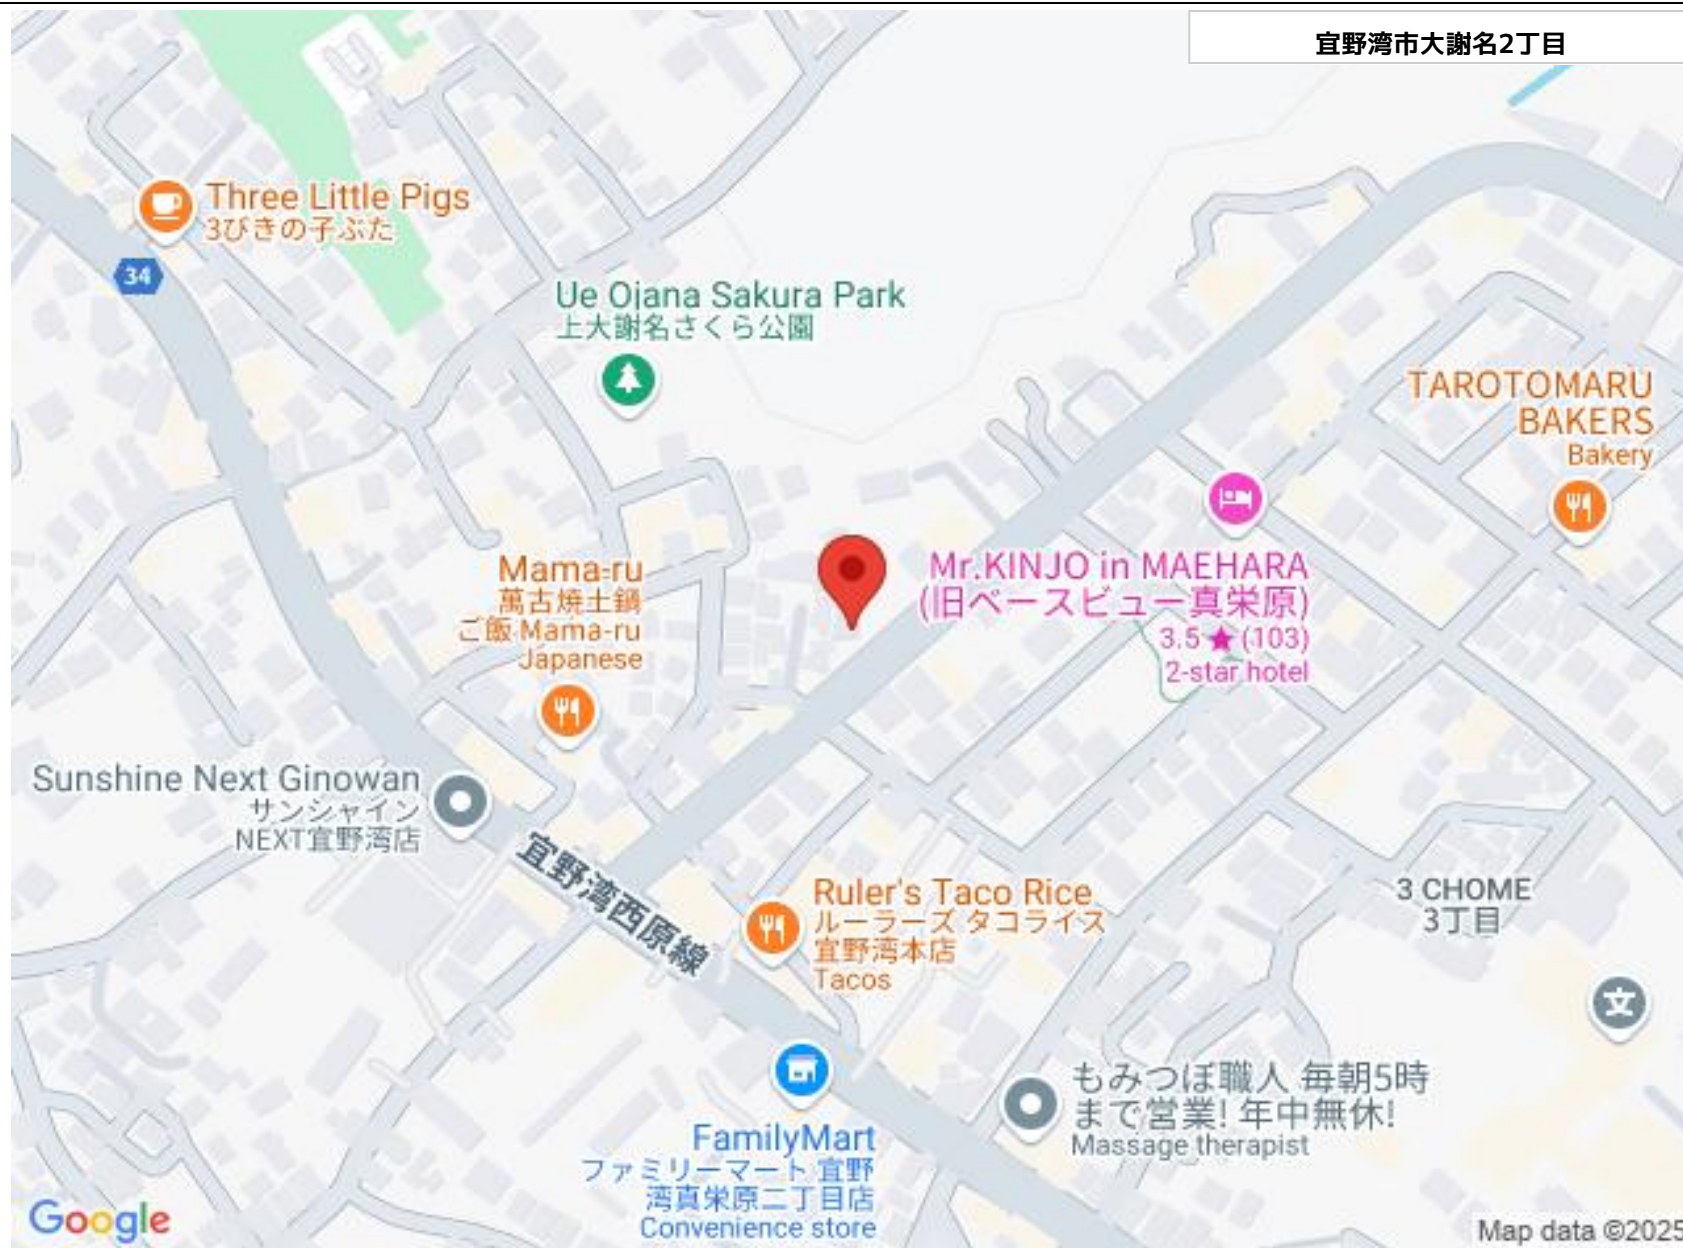 宜野湾市大謝名2丁目
Three Little Pigs
3びきの子ぶた
34
Ue Ojana Sakura Park
上大謝名さくら公園
TAROTOMARU
BAKERS
Bakery
Mama-ru
萬古焼土鍋
ご飯 Mama-ru
Japanese
Mr.KINJO in MAEHARA
(旧ベースビュー真栄原)
3.5★(103)
2-star hotel
Sunshine Next Ginowan
サンシャイン
NEXT宜野湾店
宜野湾西原線
Ruler's Taco Rice
ルーラーズ タコライス
宜野湾本店
Tacos
3 CHOME
3丁目
文
もみつぼ職人 毎朝5時
まで営業! 年中無休!
Massage therapist
FamilyMart
ファミリーマート 宜野
湾真栄原二丁目店
Convenience store
Google
Map data ©2025